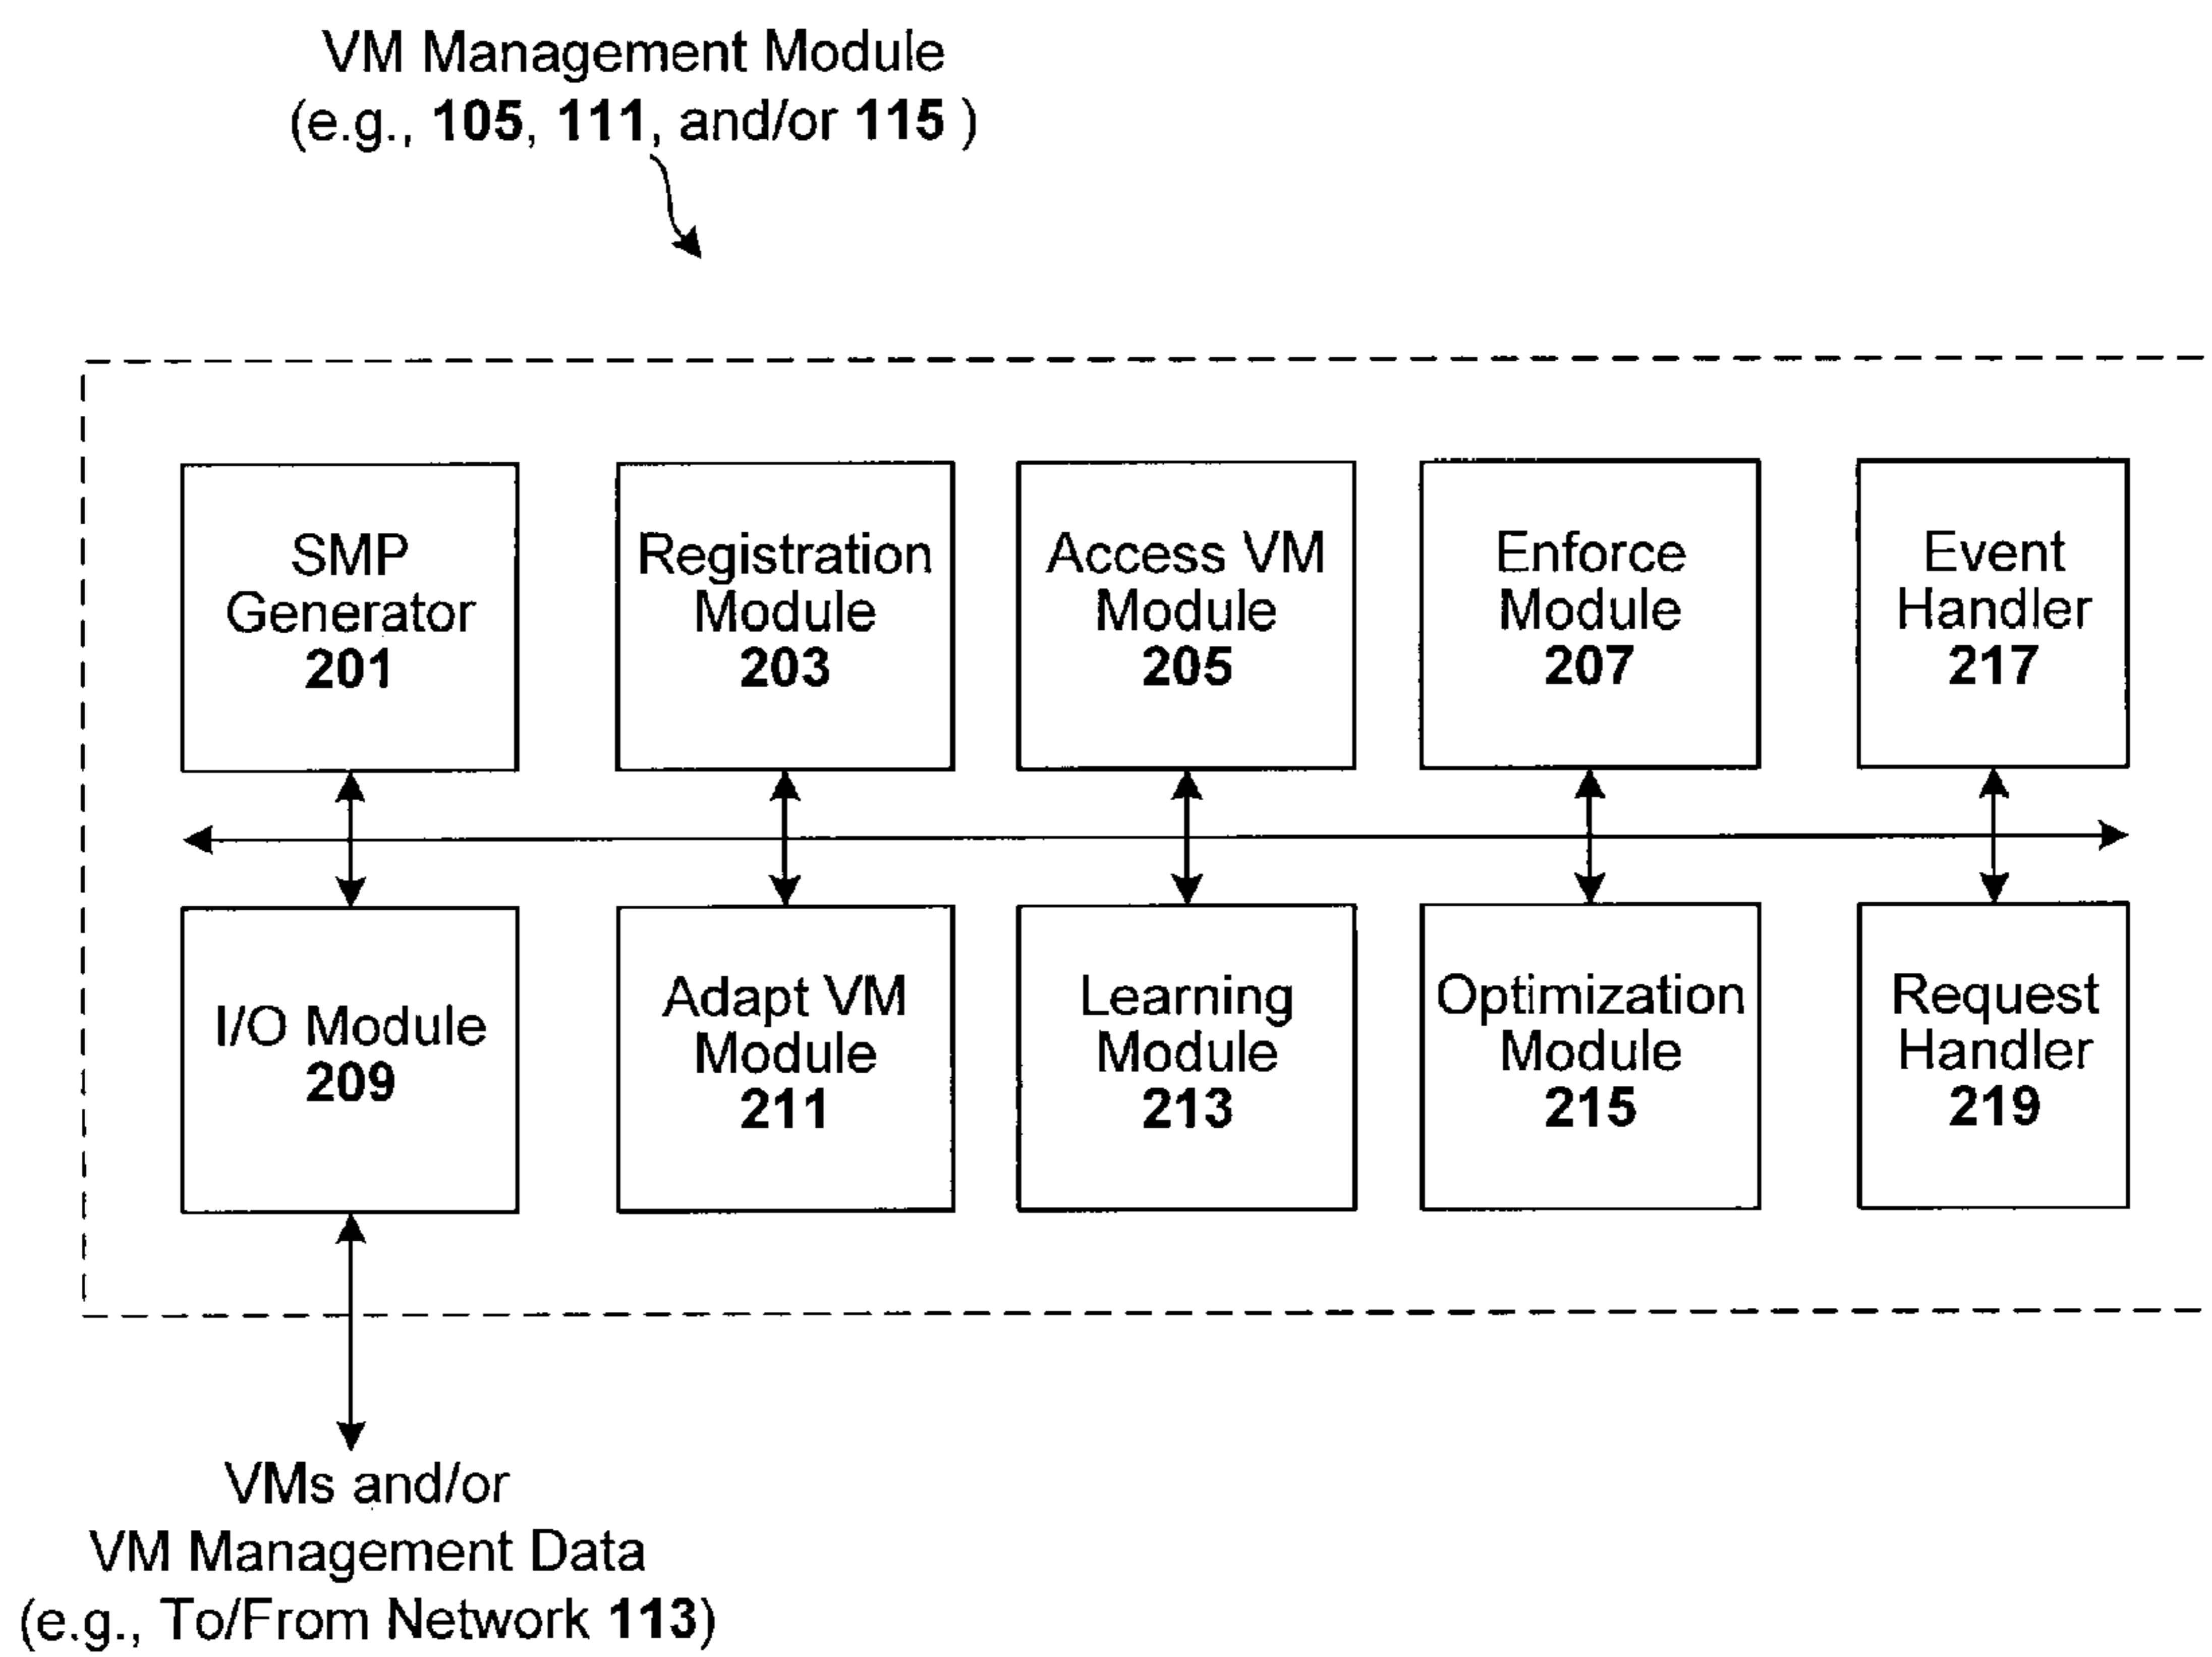 VM Management Module
(e.g., 105, 111, and/or 115 )
SMP
Generator
201
Registration
Module
203
Access VM
Module
205
Enforce
Module
207
Event
Handler
217
I/O Module
209
Adapt VM
Module
211
Learning
Module
213
Optimization
Module
215
Request
Handler
219
VMs and/or
VM Management Data
(e.g., To/From Network 113)